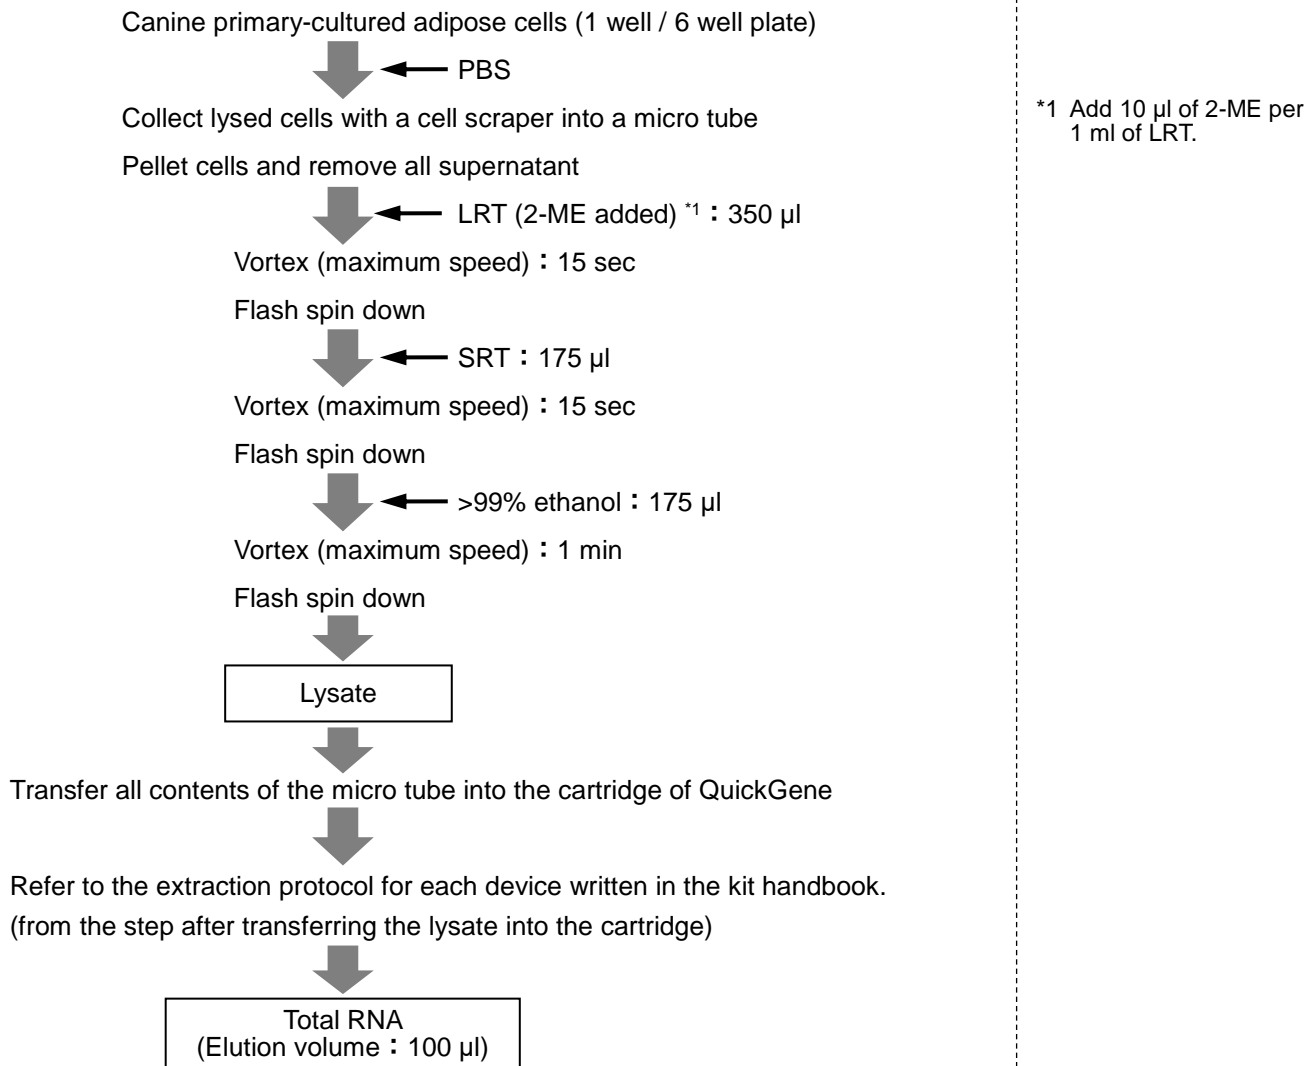 Canine primary-cultured adipose cells (1 well / 6 well plate)
PBS
Collect lysed cells with a cell scraper into a micro tube
*1 Add 10 µl of 2-ME per
1 ml of LRT.
Pellet cells and remove all supernatant
LRT (2-ME added) *1：350 µl
Vortex (maximum speed)：15 sec
Flash spin down
SRT：175 µl
Vortex (maximum speed)：15 sec
Flash spin down
>99% ethanol：175 µl
Vortex (maximum speed)：1 min
Flash spin down
Lysate
Transfer all contents of the micro tube into the cartridge of QuickGene
Refer to the extraction protocol for each device written in the kit handbook.
(from the step after transferring the lysate into the cartridge)
Total RNA
(Elution volume：100 µl)